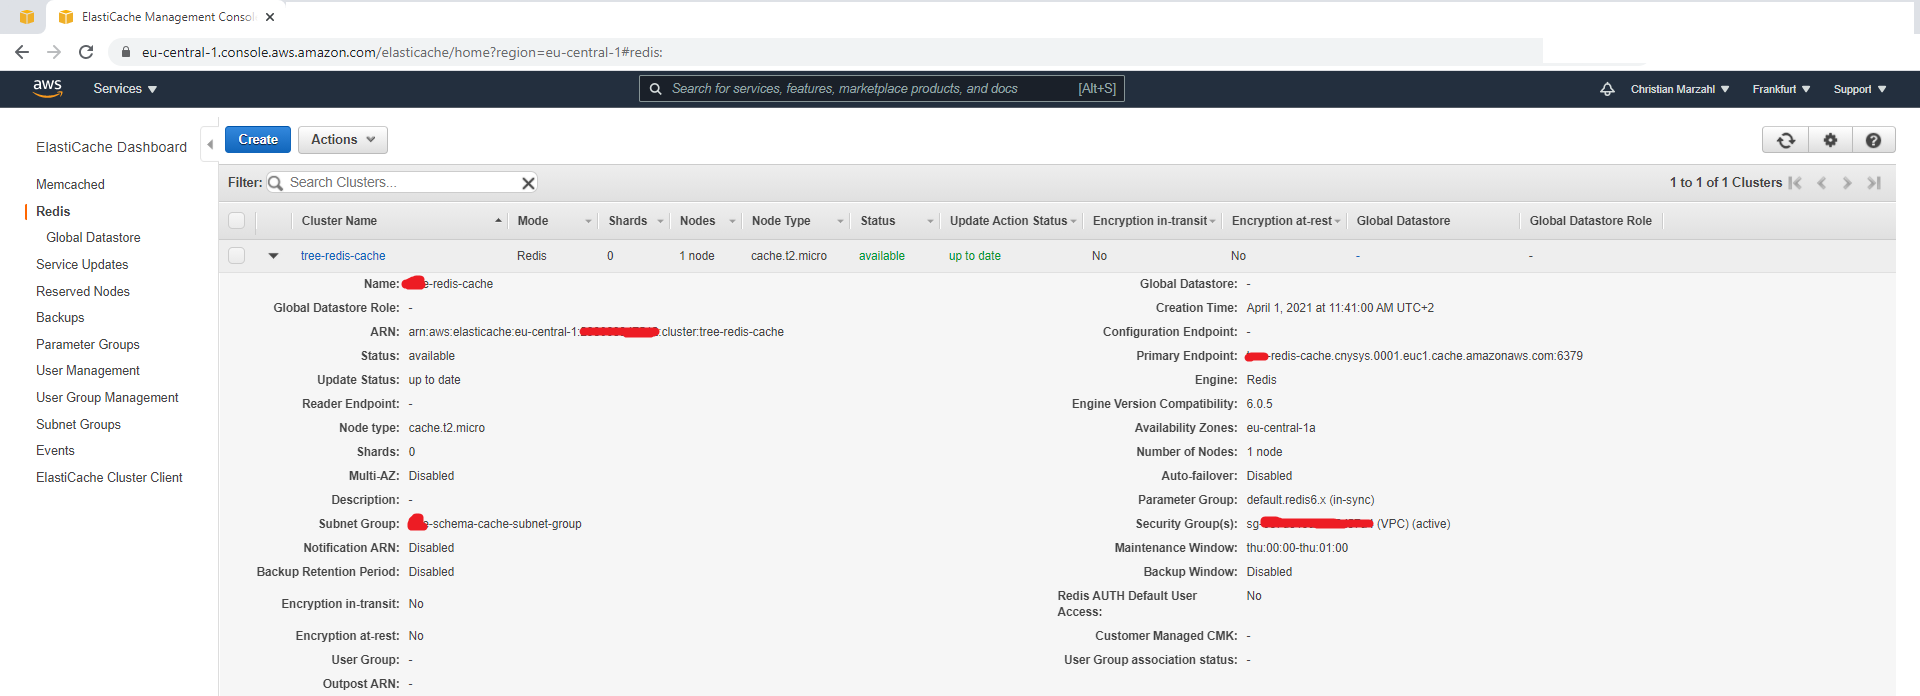 ElastiCache Management Consol
eu-central-1.console.aws.amazon.com/elasticache/home?region=eu-central-1#redis:
aws Services Search for services, features, marketplace products, and docs [Alt+S] Christian Marzahl Frankfurt Support
ElastiCache Dashboard
Memcached
Redis
Global Datastore
Service Updates
Reserved Nodes
Backups
Parameter Groups
User Management
User Group Management
Subnet Groups
Events
ElastiCache Cluster Client
Create Actions
Filter: Search Clusters... 1 to 1 of 1 Clusters
Cluster Name Mode Shards Nodes Node Type Status Update Action Status Encryption in-transit Encryption at-rest Global Datastore Global Datastore Role
tree-redis-cache Redis 0 1 node cache.t2.micro available up to date No No - -
Name: e-redis-cache
Global Datastore Role: -
ARN: arn:aws:elasticache:eu-central-1: :cluster:tree-redis-cache
Status: available
Update Status: up to date
Reader Endpoint: -
Node type: cache.t2.micro
Shards: 0
Multi-AZ: Disabled
Description: -
Subnet Group: e-schema-cache-subnet-group
Notification ARN: Disabled
Backup Retention Period: Disabled
Encryption in-transit: No
Encryption at-rest: No
User Group: -
Outpost ARN: -
Global Datastore: -
Creation Time: April 1, 2021 at 11:41:00 AM UTC+2
Configuration Endpoint: -
Primary Endpoint: -redis-cache.cnysys.0001.euc1.cache.amazonaws.com:6379
Engine: Redis
Engine Version Compatibility: 6.0.5
Availability Zones: eu-central-1a
Number of Nodes: 1 node
Auto-failover: Disabled
Parameter Group: default.redis6.x (in-sync)
Security Group(s): sg- (VPC) (active)
Maintenance Window: thu:00:00-thu:01:00
Backup Window: Disabled
Redis AUTH Default User
Access: No
Customer Managed CMK: -
User Group association status: -